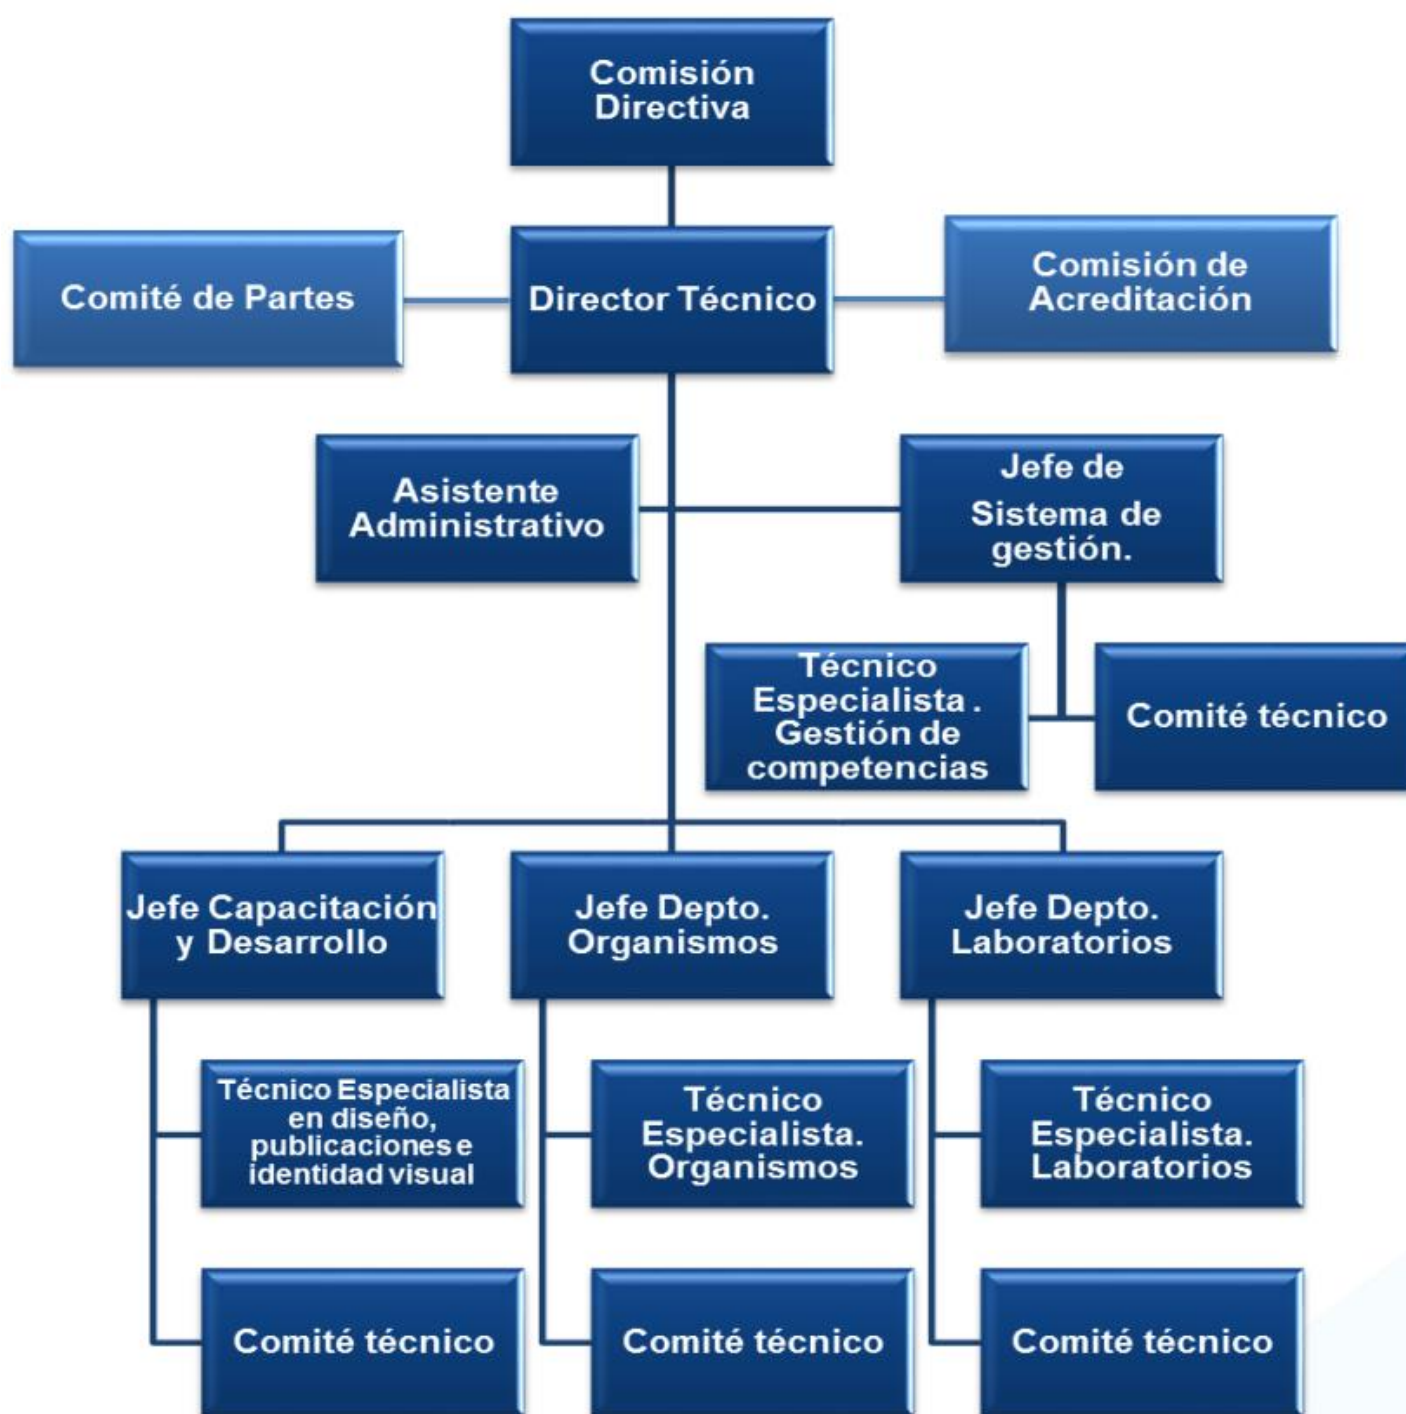 Comisión
Directiva
Comité de Partes
Director Técnico
Comisión de
Acreditación
Asistente
Administrativo
Jefe de
Sistema de
gestión.
Técnico
Especialista .
Gestión de
competencias
Comité técnico
Jefe Capacitación
y Desarrollo
Jefe Depto.
Organismos
Jefe Depto.
Laboratorios
Técnico Especialista
en diseño,
publicaciones e
identidad visual
Técnico
Especialista.
Organismos
Técnico
Especialista.
Laboratorios
Comité técnico
Comité técnico
Comité técnico